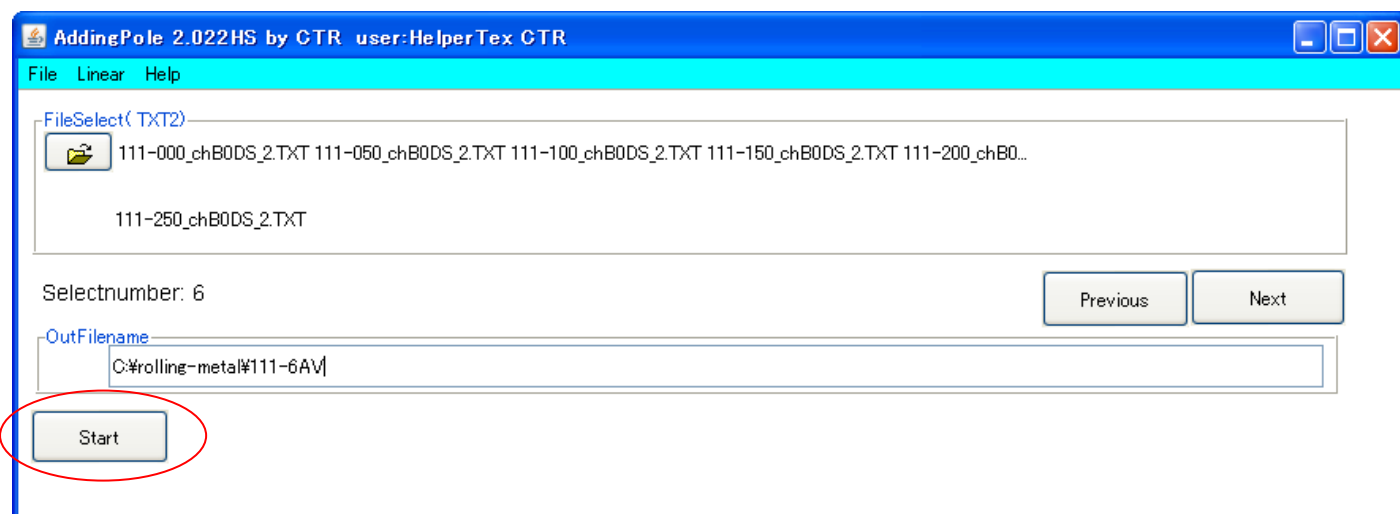 AddingPole 2.022HS by CTR user:HelperTex CTR
File Linear Help
FileSelect( TXT2)
111-000_chB0DS_2.TXT 111-050_chB0DS_2.TXT 111-100_chB0DS_2.TXT 111-150_chB0DS_2.TXT 111-200_chB0...
111-250_chB0DS_2.TXT
Selectnumber: 6
Previous Next
OutFilename
C:¥rolling-metal¥111-6AV
Start